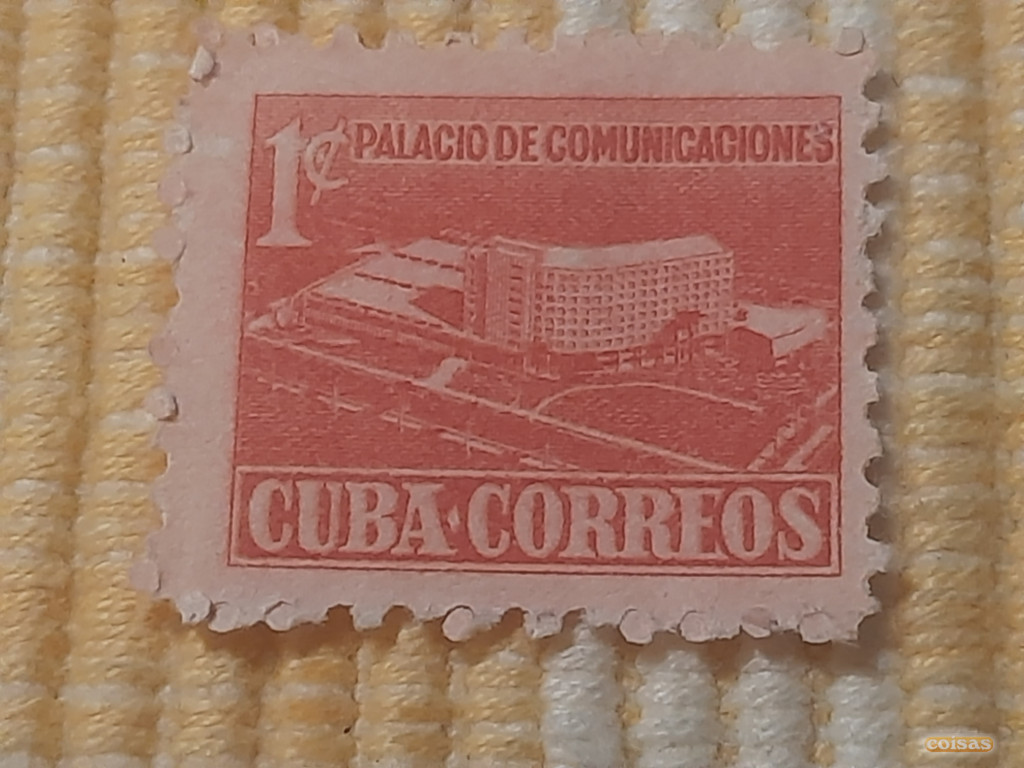 1¢ PALACIO DE COMUNICACIONES
CUBA·CORREOS
coisas